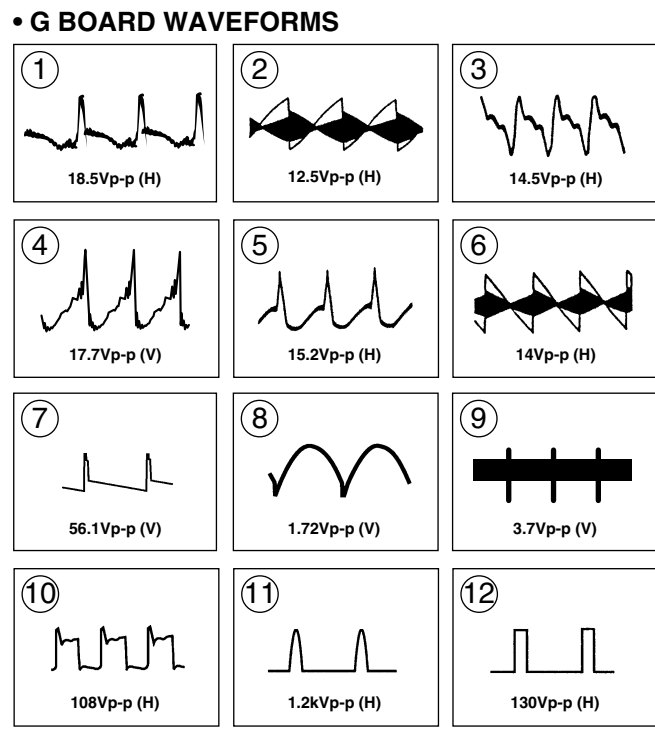 • G BOARD WAVEFORMS
1
18.5Vp-p (H)
2
12.5Vp-p (H)
3
14.5Vp-p (H)
4
17.7Vp-p (V)
5
15.2Vp-p (H)
6
14Vp-p (H)
7
56.1Vp-p (V)
8
1.72Vp-p (V)
9
3.7Vp-p (V)
10
108Vp-p (H)
11
1.2kVp-p (H)
12
130Vp-p (H)